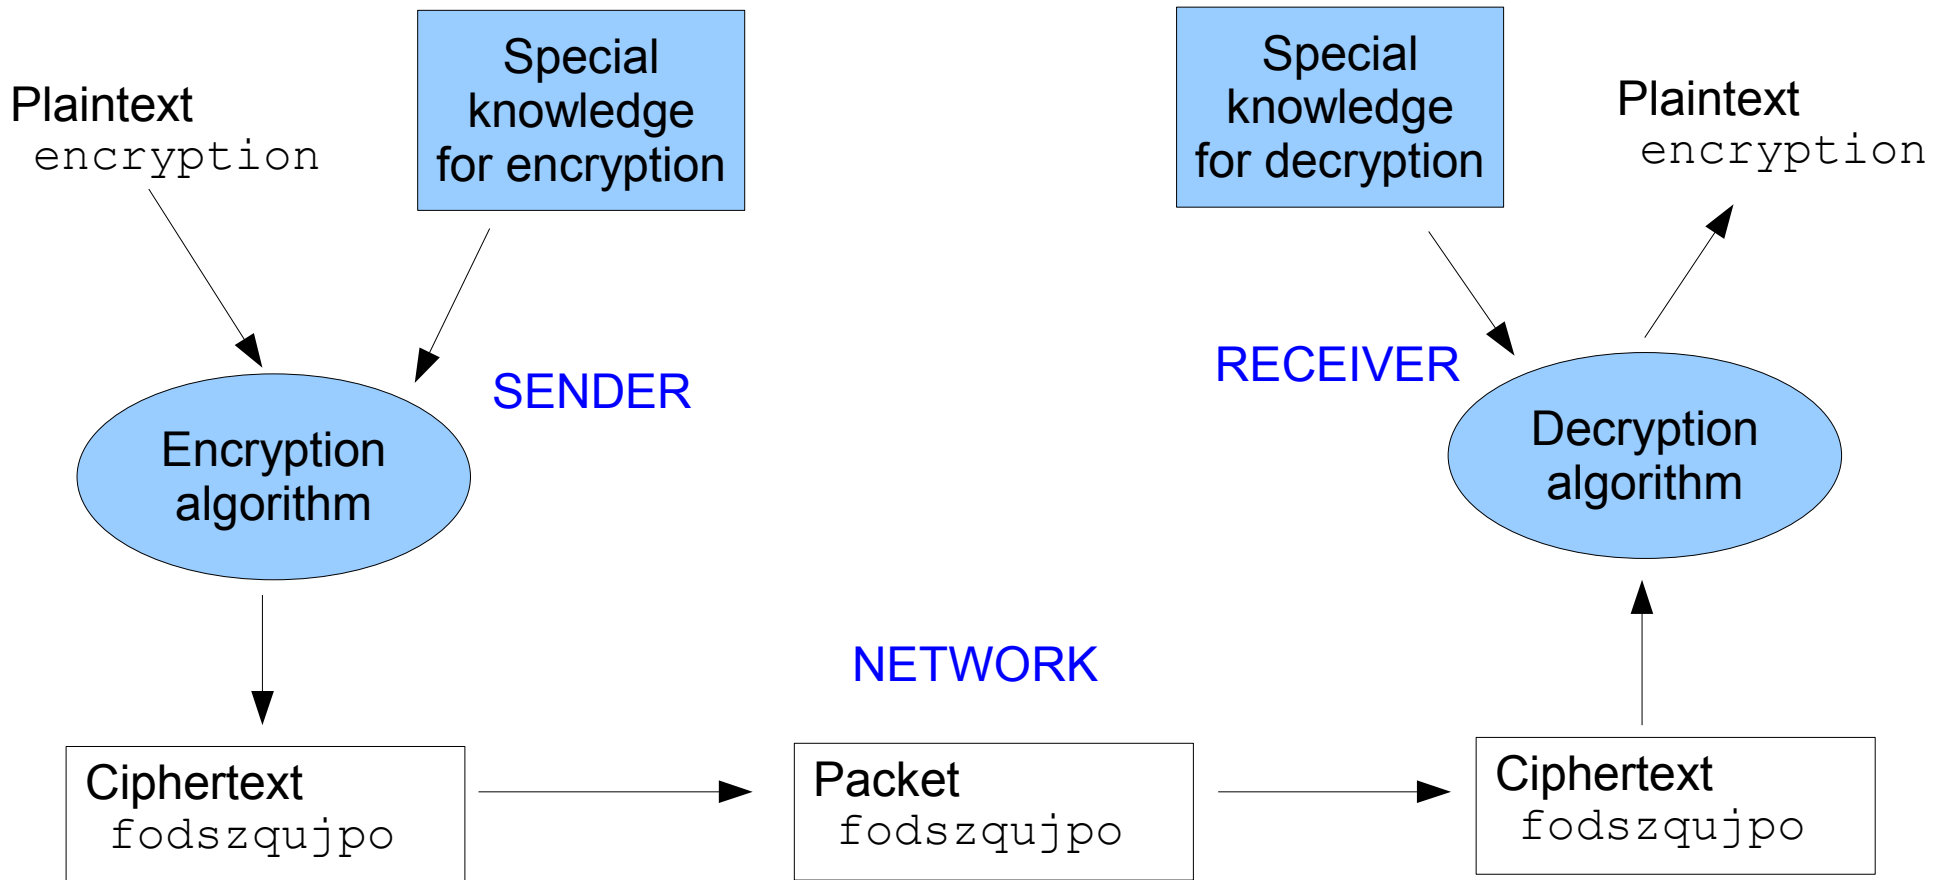 Plaintext
encryption
Special
knowledge
for encryption
Special
knowledge
for decryption
Plaintext
encryption
SENDER
RECEIVER
Encryption
algorithm
Decryption
algorithm
NETWORK
Ciphertext
fodszqujpo
Packet
fodszqujpo
Ciphertext
fodszqujpo